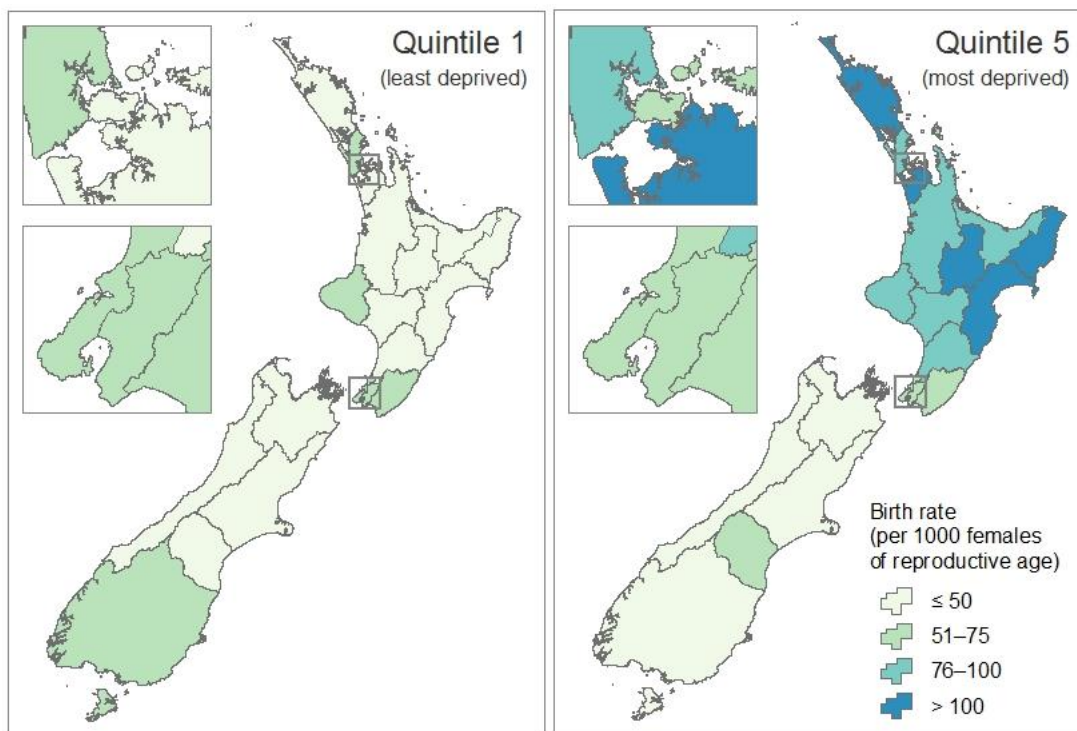 Quintile 1
(least deprived)
Quintile 5
(most deprived)
Birth rate
(per 1000 females
of reproductive age)
≤ 50
51–75
76–100
> 100